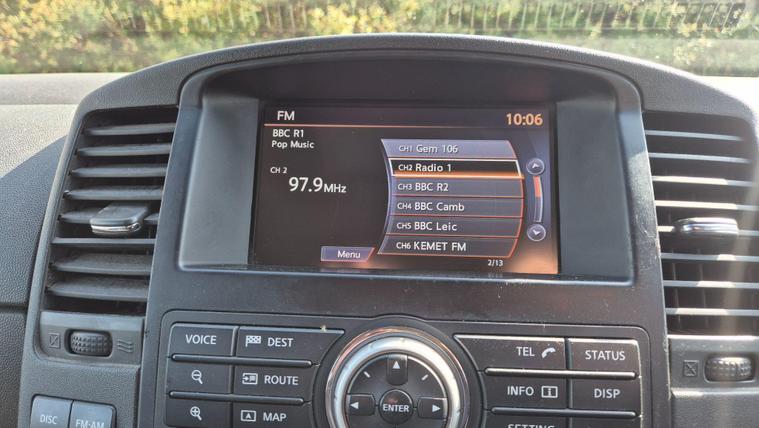 FM
10:06
BBC R1
Pop Music
CH 2
97.9MHz
CH1 Gem 106
CH2 Radio 1
CH3 BBC R2
CH4 BBC Camb
CH5 BBC Leic
CH6 KEMET FM
Menu
2/13
VOICE
DEST
TEL
STATUS
ROUTE
INFO
DISP
ENTER
MAP
SETTING
DISC
FM·AM